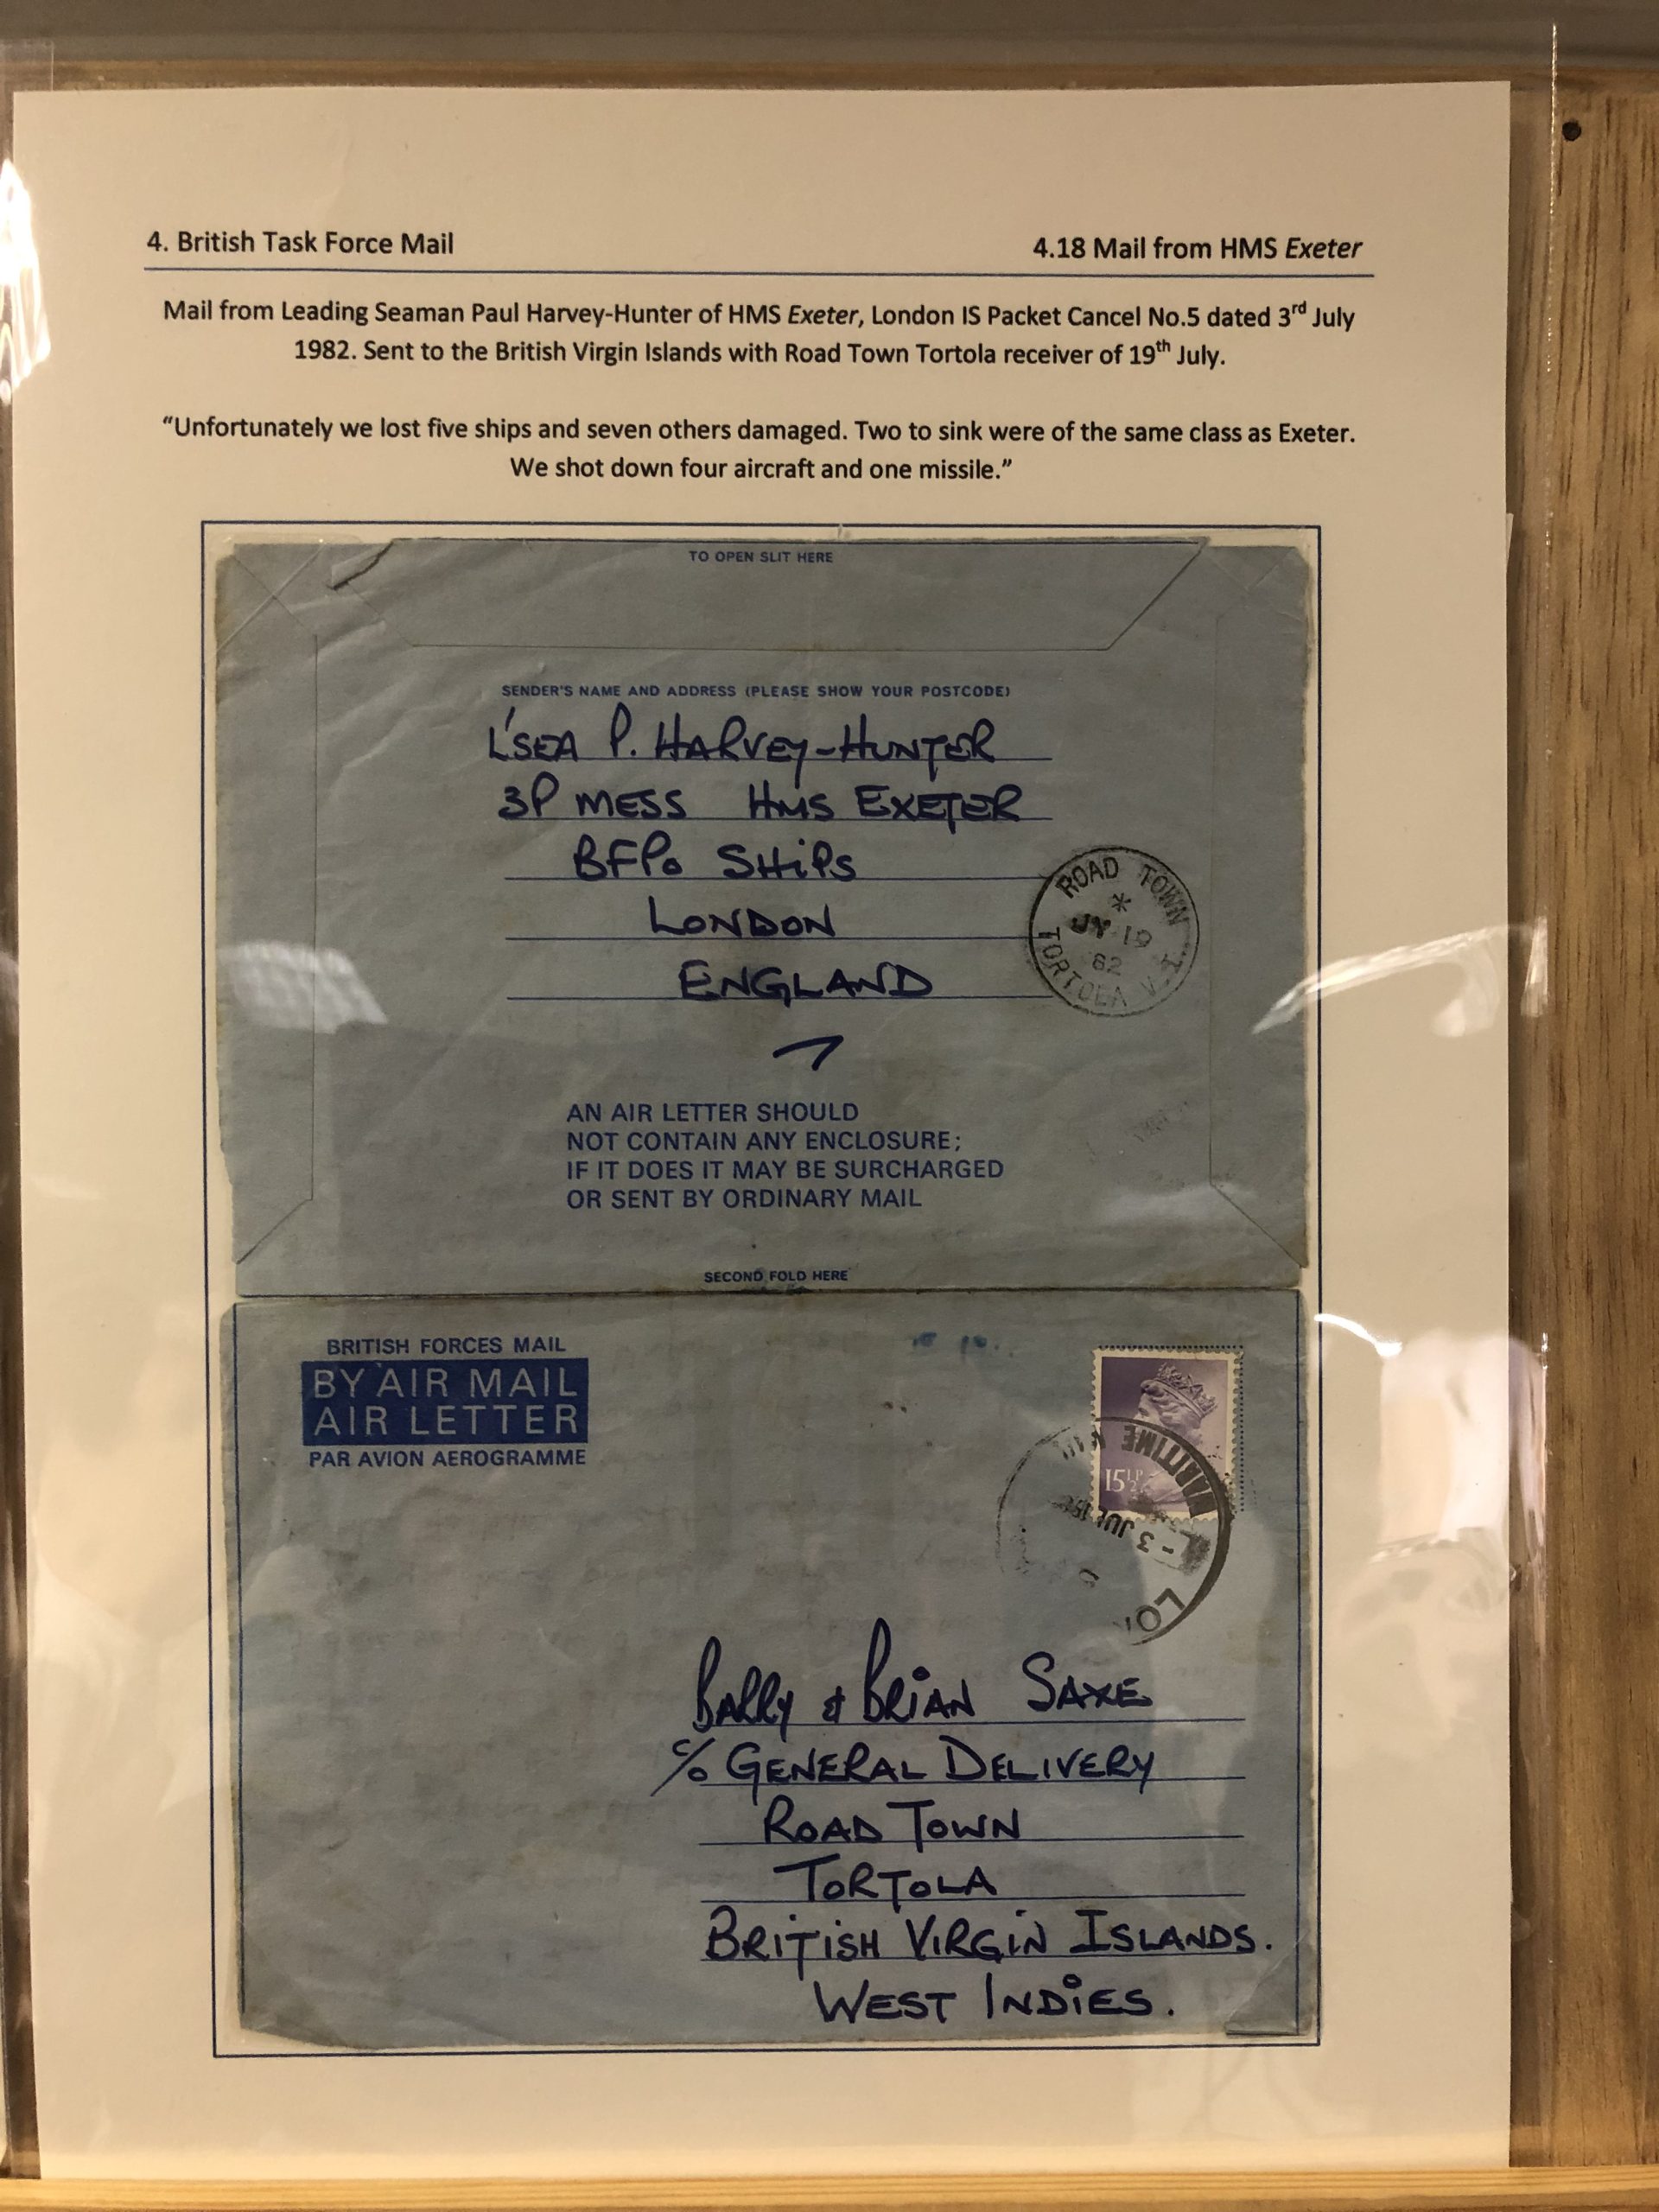 4. British Task Force Mail
4.18 Mail from HMS Exeter
Mail from Leading Seaman Paul Harvey-Hunter of HMS Exeter, London IS Packet Cancel No.5 dated 3rd July
1982. Sent to the British Virgin Islands with Road Town Tortola receiver of 19th July.
“Unfortunately we lost five ships and seven others damaged. Two to sink were of the same class as Exeter.
We shot down four aircraft and one missile.”
TO OPEN SLIT HERE
SENDER'S NAME AND ADDRESS (PLEASE SHOW YOUR POSTCODE)
L'SEA P. HARVEY-HUNTER
3P MESS HMS EXETER
BFPO SHiPS
LONDON
ENGLAND
ROAD TOWN
*
JY 19
82
TORTOLA V.I
AN AIR LETTER SHOULD
NOT CONTAIN ANY ENCLOSURE;
IF IT DOES IT MAY BE SURCHARGED
OR SENT BY ORDINARY MAIL
SECOND FOLD HERE
BRITISH FORCES MAIL
BY AIR MAIL
AIR LETTER
PAR AVION AEROGRAMME
15½P
MARITIME MAIL
-3 JUL
BARRY & BRiAN SAXE
c/o GENERAL DELIVERY
ROAD TOWN
TORTOLA
BRiTiSH VIRGiN ISLANDS.
WEST INDiES.